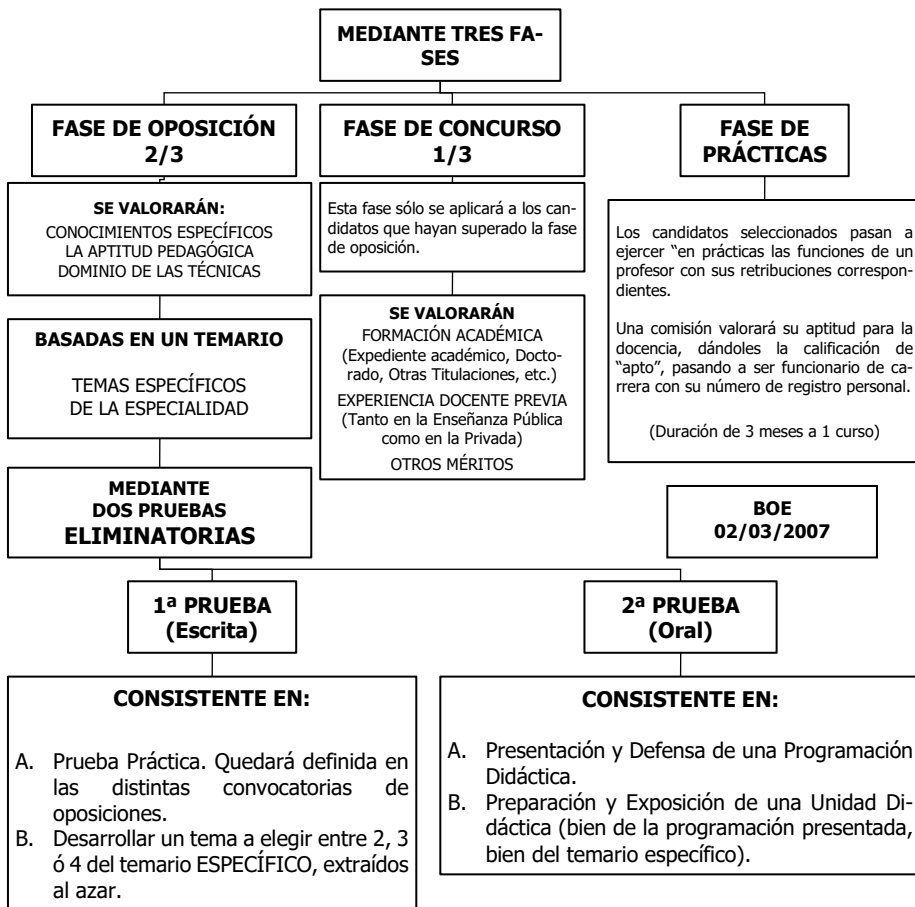 MEDIANTE TRES FA-
SES
FASE DE OPOSICIÓN
2/3
FASE DE CONCURSO
1/3
FASE DE
PRÁCTICAS
SE VALORARÁN:
CONOCIMIENTOS ESPECÍFICOS
LA APTITUD PEDAGÓGICA
DOMINIO DE LAS TÉCNICAS
Esta fase sólo se aplicará a los can-
didatos que hayan superado la fase
de oposición.
Los candidatos seleccionados pasan a
ejercer “en prácticas las funciones de un
profesor con sus retribuciones correspon-
dientes.
Una comisión valorará su aptitud para la
docencia, dándoles la calificación de
“apto”, pasando a ser funcionario de ca-
rrera con su número de registro personal.
(Duración de 3 meses a 1 curso)
BASADAS EN UN TEMARIO
TEMAS ESPECÍFICOS
DE LA ESPECIALIDAD
SE VALORARÁN
FORMACIÓN ACADÉMICA
(Expediente académico, Docto-
rado, Otras Titulaciones, etc.)
EXPERIENCIA DOCENTE PREVIA
(Tanto en la Enseñanza Pública
como en la Privada)
OTROS MÉRITOS
MEDIANTE
DOS PRUEBAS
ELIMINATORIAS
BOE
02/03/2007
1ª PRUEBA
(Escrita)
2ª PRUEBA
(Oral)
CONSISTENTE EN:
A. Prueba Práctica. Quedará definida en
las distintas convocatorias de
oposiciones.
B. Desarrollar un tema a elegir entre 2, 3
ó 4 del temario ESPECÍFICO, extraídos
al azar.
CONSISTENTE EN:
A. Presentación y Defensa de una Programación
Didáctica.
B. Preparación y Exposición de una Unidad Di-
dáctica (bien de la programación presentada,
bien del temario específico).